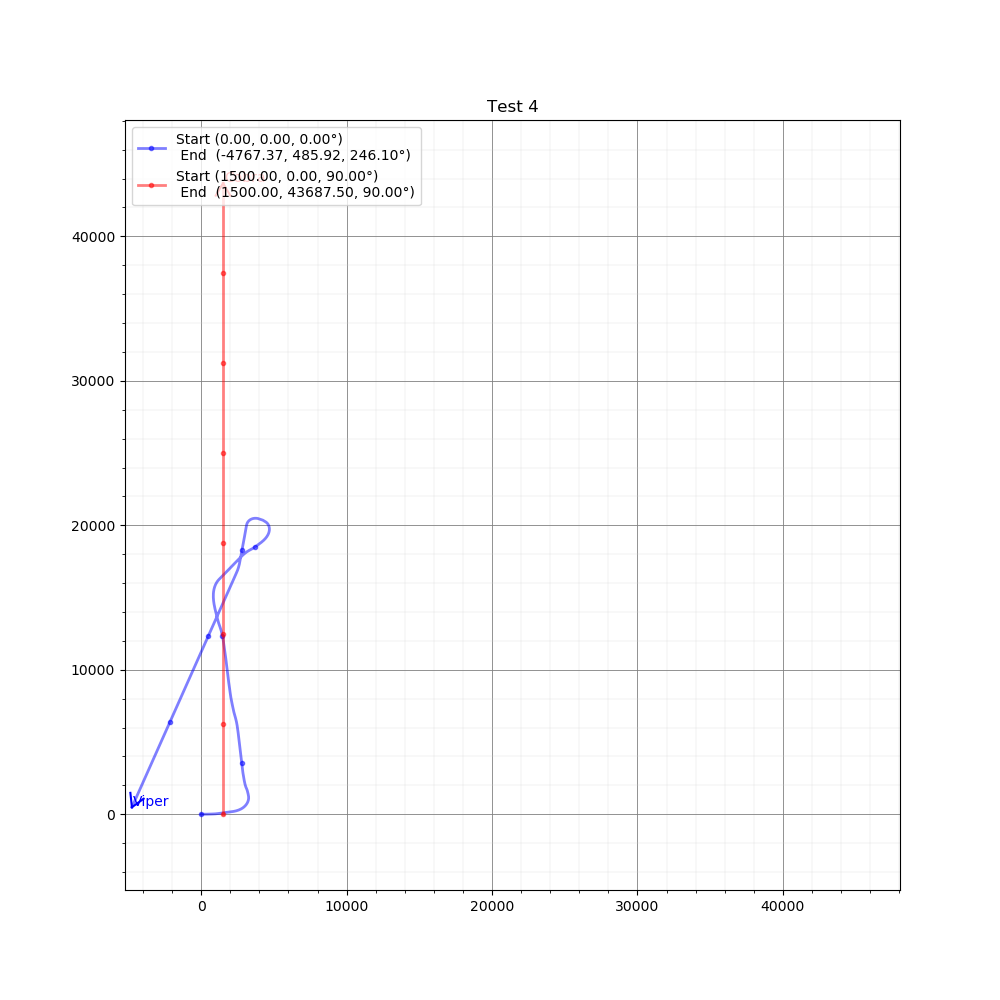 Test 4
Start (0.00, 0.00, 0.00°)
End  (-4767.37, 485.92, 246.10°)
Start (1500.00, 0.00, 90.00°)
End  (1500.00, 43687.50, 90.00°)
40000
30000
20000
10000
0
Viper
0
10000
20000
30000
40000